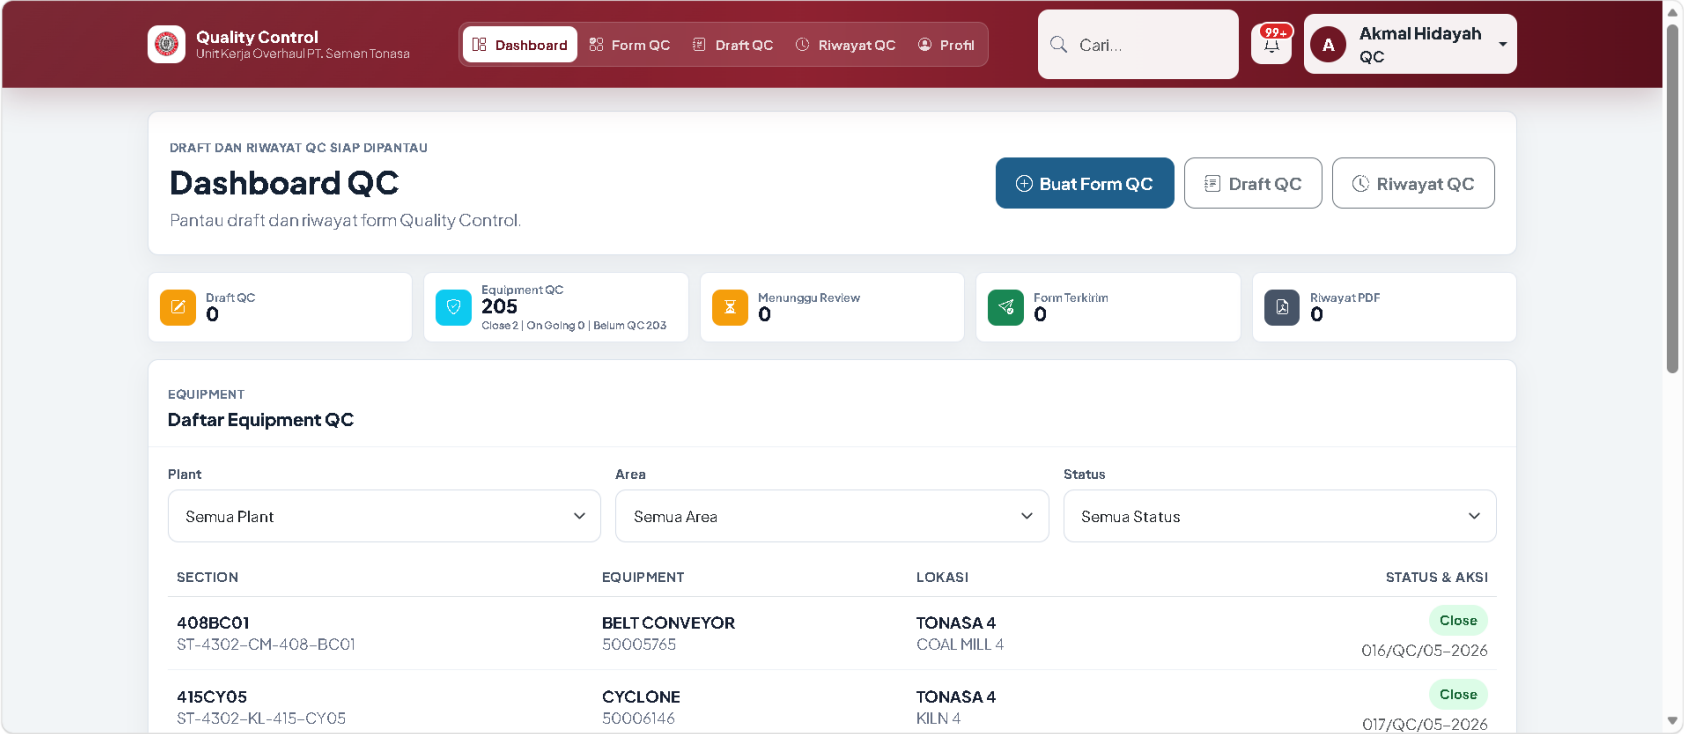 Quality Control
Unit Kerja Overhaul PT. Semen Tonasa
Dashboard
Form QC
Draft QC
Riwayat QC
Profil
Cari...
99+
A
Akmal Hidayah
QC
DRAFT DAN RIWAYAT QC SIAP DIPANTAU
Dashboard QC
Pantau draft dan riwayat form Quality Control.
Buat Form QC
Draft QC
Riwayat QC
Draft QC
0
Equipment QC
205
Close 2 | On Going 0 | Belum QC 203
Menunggu Review
0
Form Terkirim
0
Riwayat PDF
0
EQUIPMENT
Daftar Equipment QC
Plant
Area
Status
Semua Plant
Semua Area
Semua Status
SECTION EQUIPMENT LOKASI STATUS & AKSI
408BC01 BELT CONVEYOR TONASA 4 Close
ST-4302-CM-408-BC01 50005765 COAL MILL 4 016/QC/05-2026
415CY05 CYCLONE TONASA 4 Close
ST-4302-KL-415-CY05 50006146 KILN 4 017/QC/05-2026